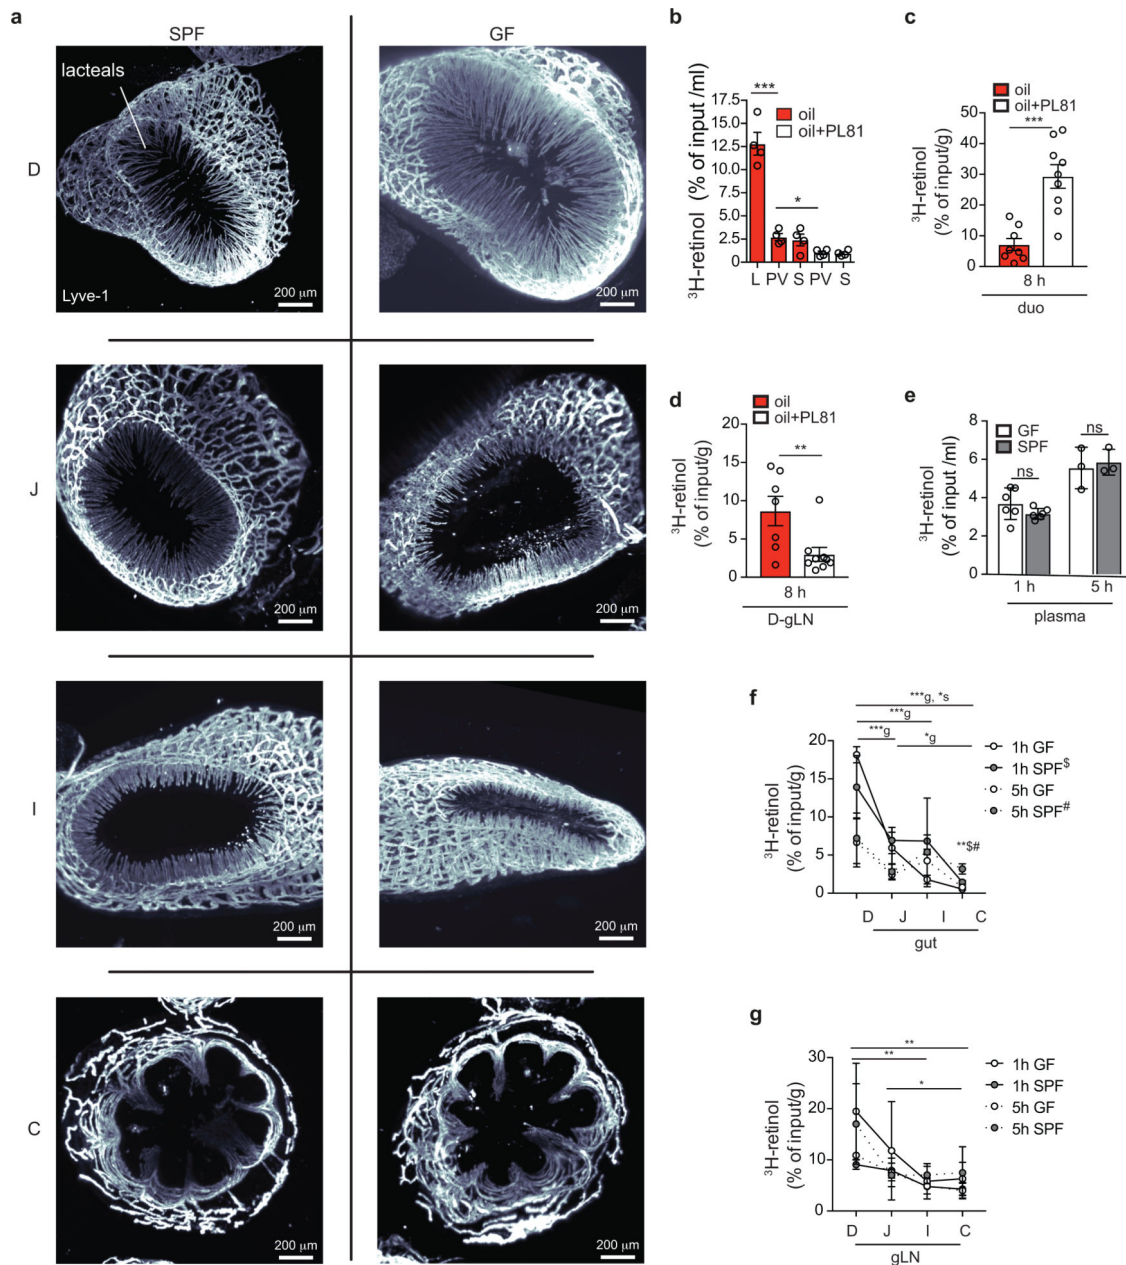 a
SPF
GF
lacteals
D
Lyve-1
200 µm
200 µm
J
200 µm
200 µm
I
200 µm
200 µm
C
200 µm
200 µm
b
³H-retinol (% of input /ml)
17.5
15.0
12.5
10.0
7.5
5.0
2.5
0
***
*
oil
oil+PL81
L PV S PV S
c
oil
oil+PL81
***
³H-retinol
(% of input/g)
50
40
30
20
10
0
8 h
duo
d
oil
oil+PL81
**
³H-retinol
(% of input/g)
20
15
10
5
0
8 h
D-gLN
e
GF
SPF
ns
ns
³H-retinol
(% of input /ml)
8
6
4
2
0
1 h 5 h
plasma
f
***g, *s
***g
***g *g
³H-retinol
(% of input/g)
20
15
10
5
0
**$#
1h GF
1h SPF$
5h GF
5h SPF#
D J I C
gut
g
**
**
*
³H-retinol
(% of input/g)
30
20
10
0
1h GF
1h SPF
5h GF
5h SPF
D J I C
gLN